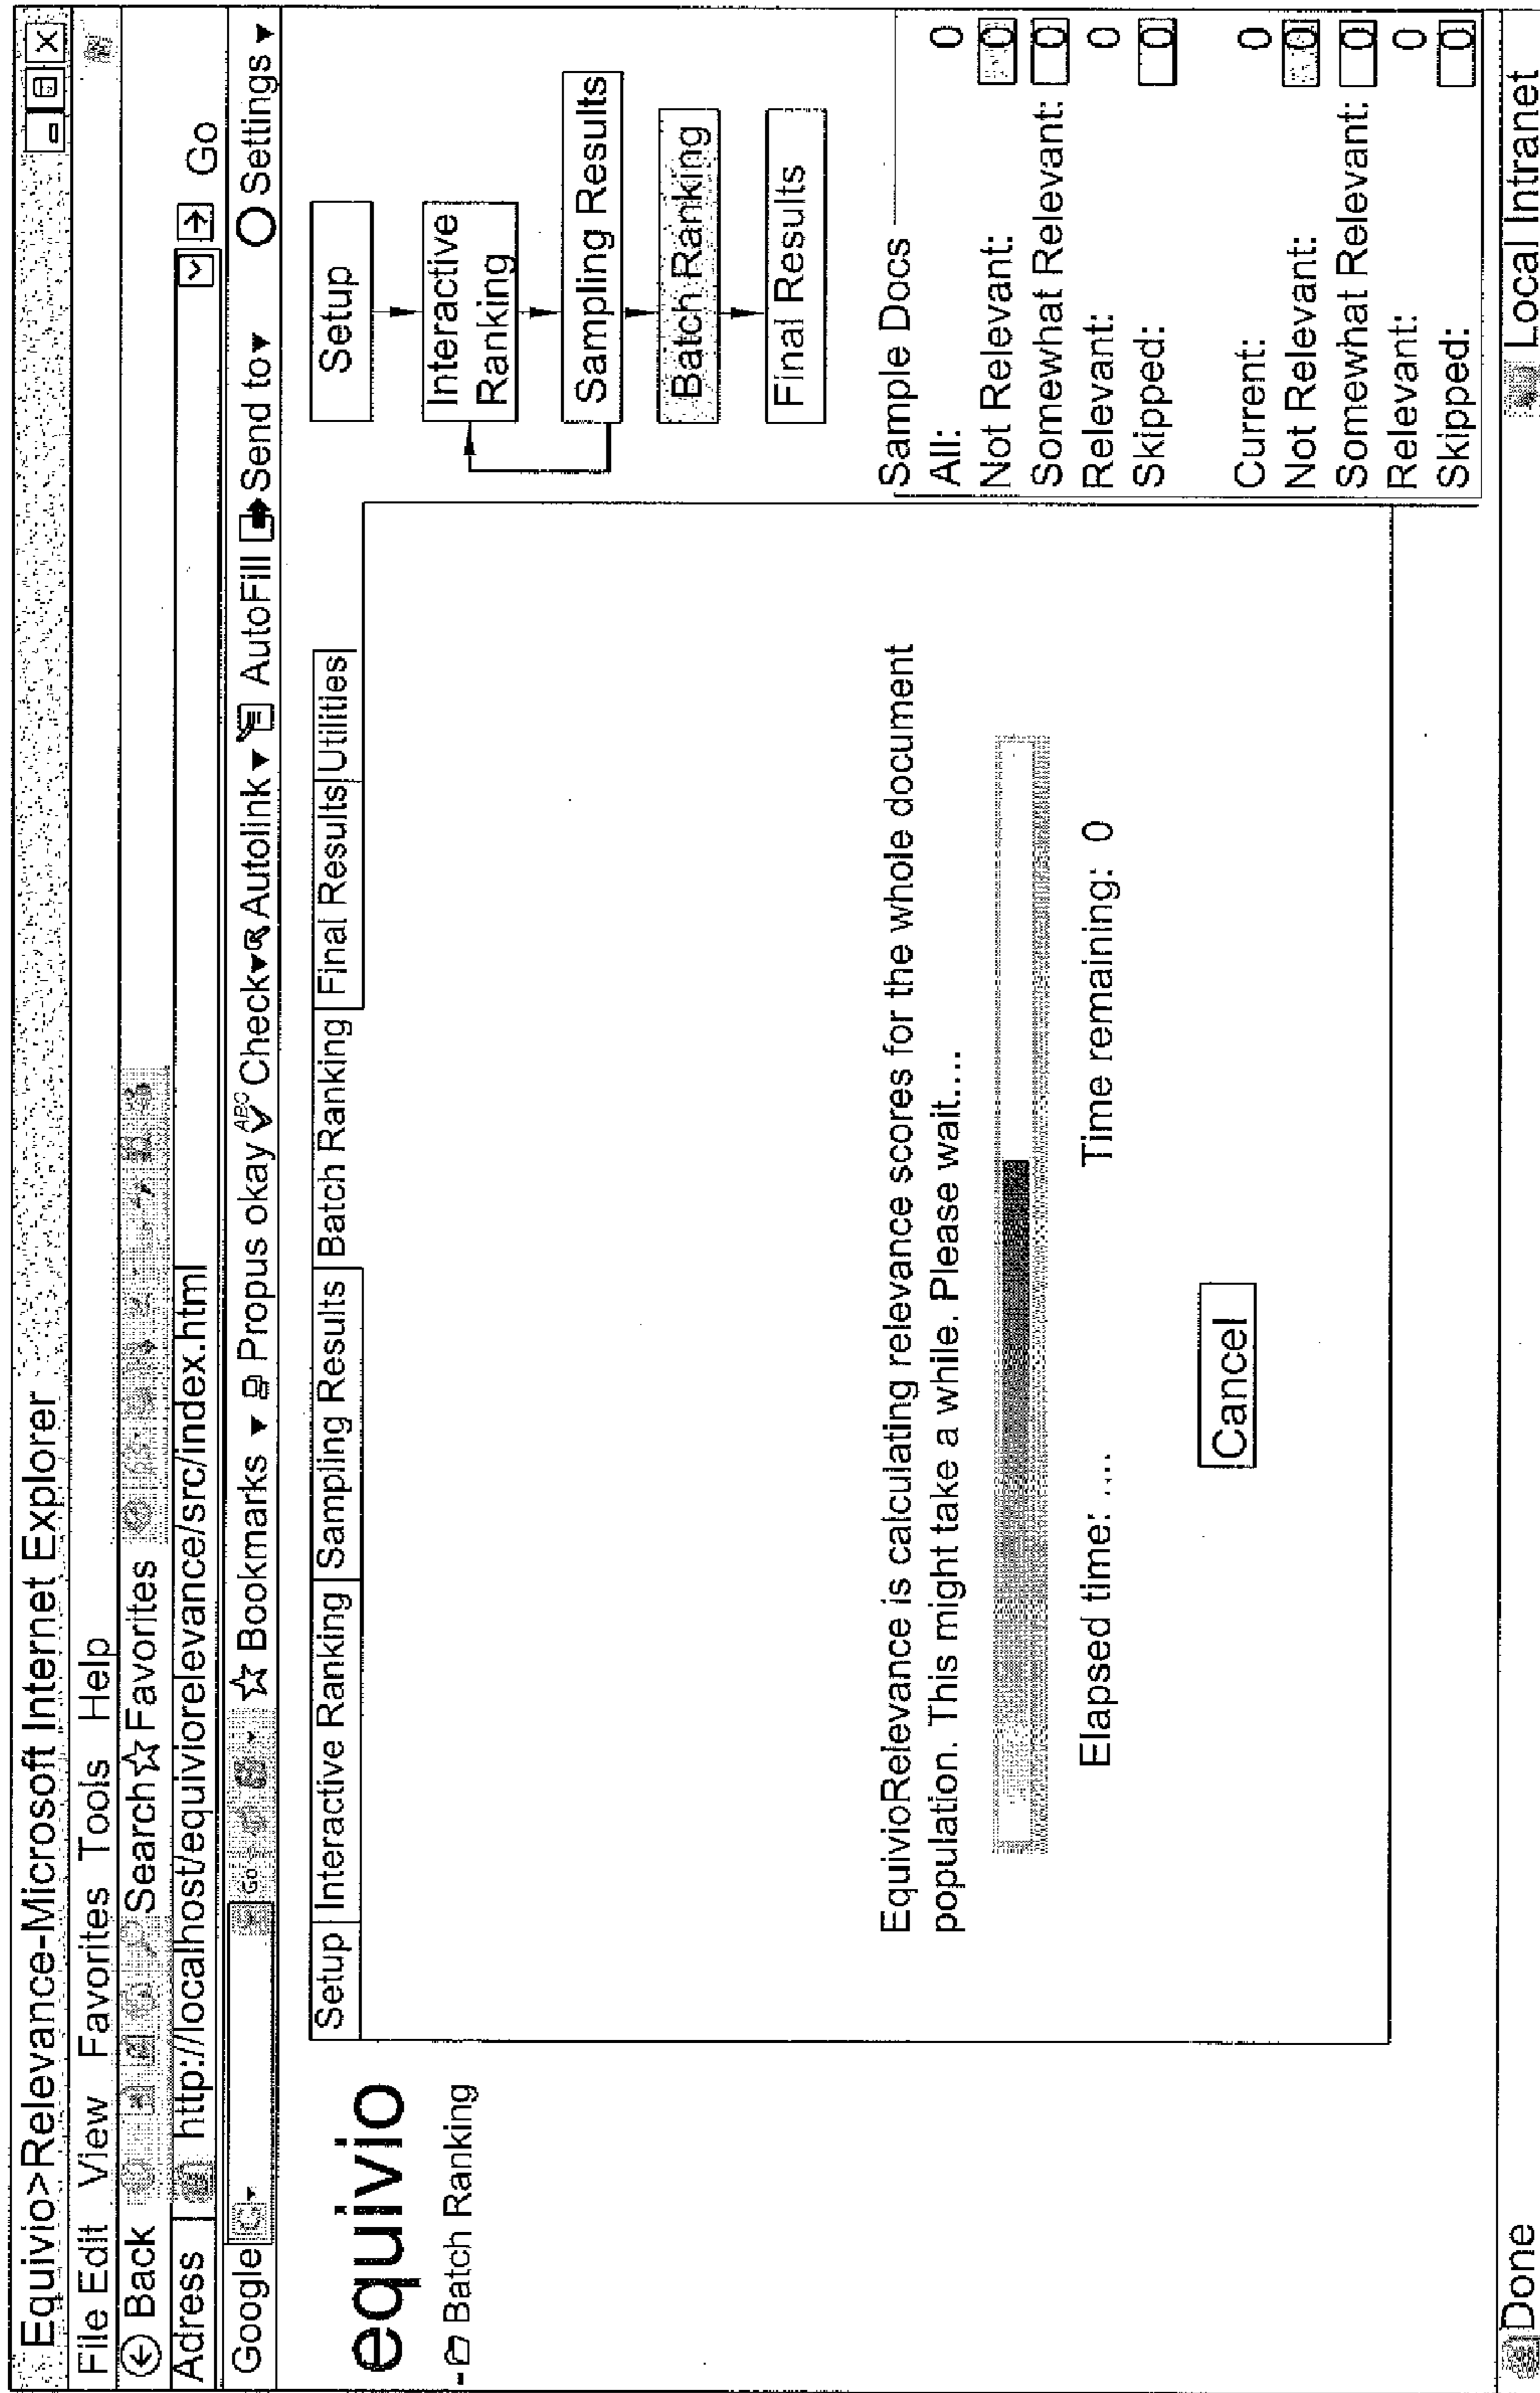 Equivio>Relevance-Microsoft Internet Explorer
File Edit View Favorites Tools Help
Back Search Favorites
Adress http://localhost/equiviorelevance/src/index.html Go
Google Go Bookmarks Propus okay ABC Check Autolink AutoFill Send to Settings
equivio
- Batch Ranking
Setup Interactive Ranking Sampling Results Batch Ranking Final Results Utilities
EquivioRelevance is calculating relevance scores for the whole document
population. This might take a while. Please wait....
Elapsed time: .... Time remaining: 0
Cancel
Setup
Interactive
Ranking
Sampling Results
Batch Ranking
Final Results
Sample Docs
All: 0
Not Relevant: 0
Somewhat Relevant: 0
Relevant: 0
Skipped: 0
Current: 0
Not Relevant: 0
Somewhat Relevant: 0
Relevant: 0
Skipped: 0
Done Local Intranet